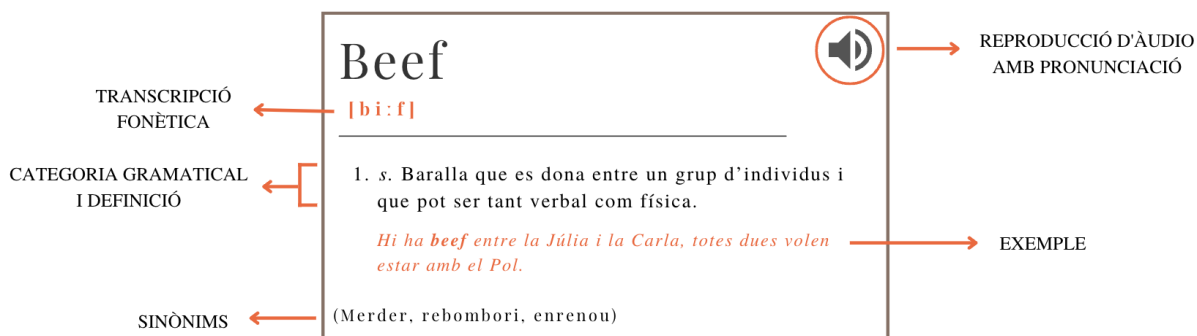 Beef
REPRODUCCIÓ D'ÀUDIO
AMB PRONUNCIACIÓ
TRANSCRIPCIÓ
FONÈTICA
[bi:f]
CATEGORIA GRAMATICAL
I DEFINICIÓ
1. s. Baralla que es dona entre un grup d’individus i
que pot ser tant verbal com física.
Hi ha beef entre la Júlia i la Carla, totes dues volen
estar amb el Pol.
EXEMPLE
SINÒNIMS
(Merder, rebombori, enrenou)